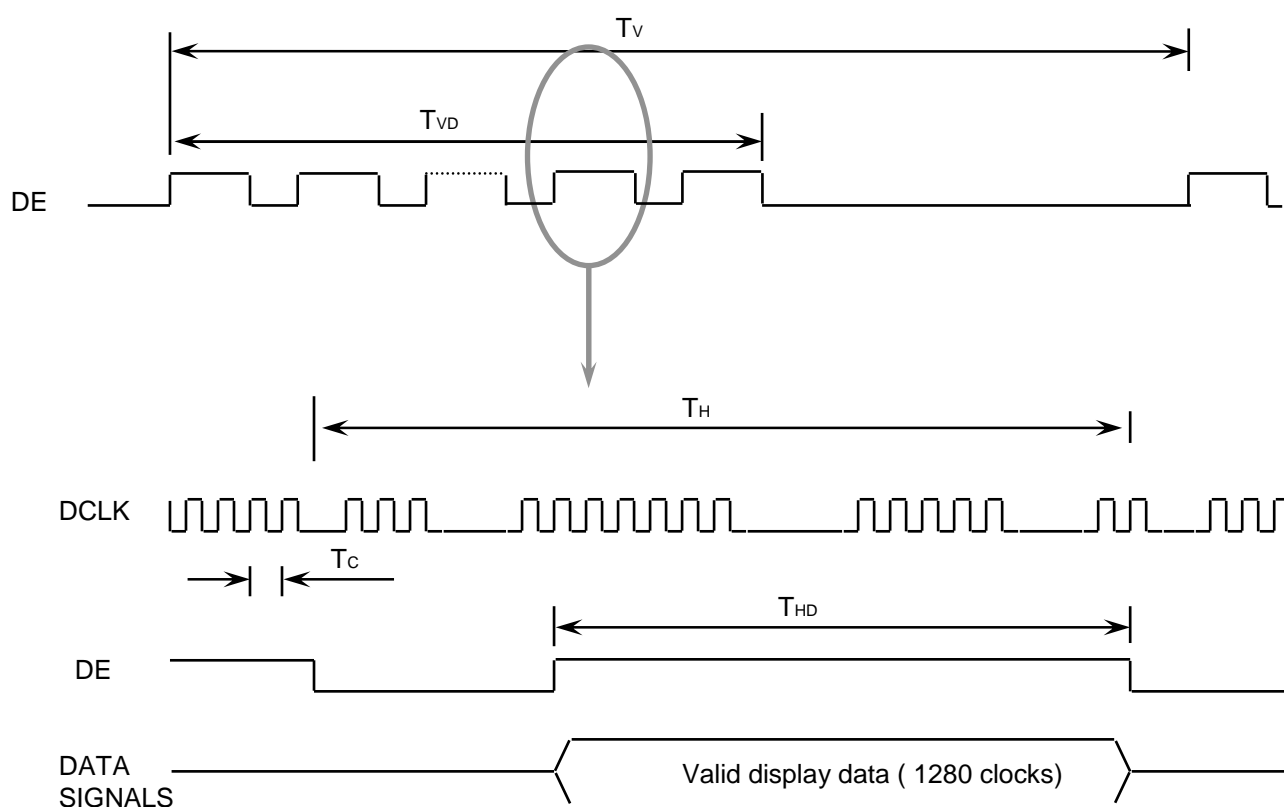 TV
TVD
DE
TH
DCLK
TC
THD
DE
DATA
SIGNALS
Valid display data ( 1280 clocks)